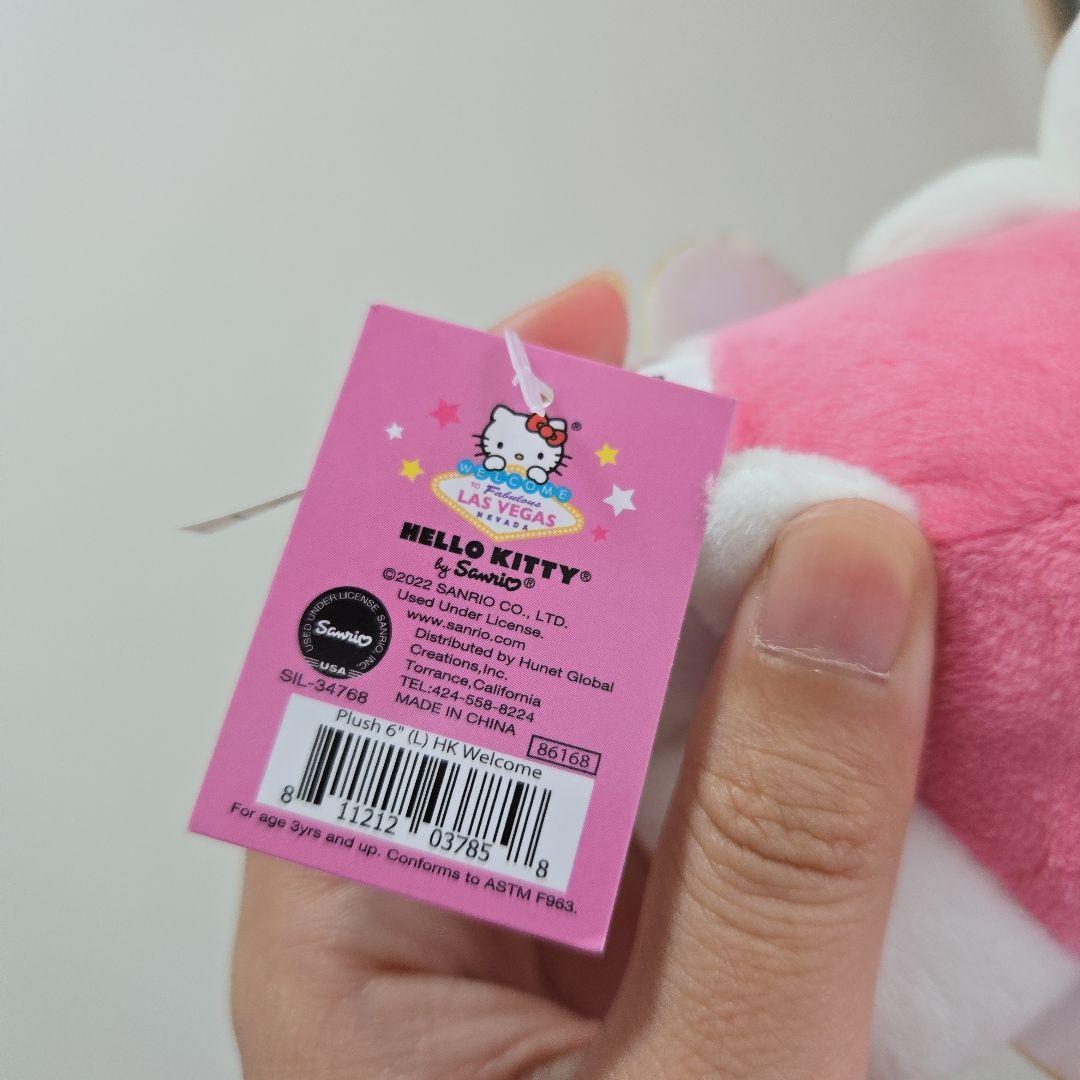 WELCOME
TO Fabulous
LAS VEGAS
NEVADA
HELLO KITTY®
by Sanrio®
©2022 SANRIO CO., LTD.
Used Under License.
www.sanrio.com
Distributed by Hunet Global
Creations,Inc.
Torrance,California
TEL:424-558-8224
MADE IN CHINA
USED UNDER LICENSE, SANRIO, INC.
Sanrio
USA
SIL-34768
86168
Plush 6" (L) HK Welcome
8 11212 03785 8
For age 3yrs and up. Conforms to ASTM F963.